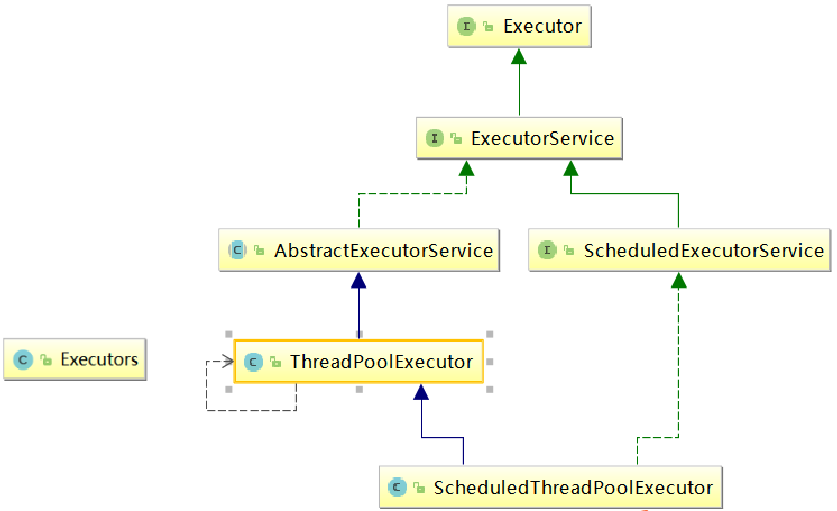 Executor
ExecutorService
AbstractExecutorService
ScheduledExecutorService
Executors
ThreadPoolExecutor
ScheduledThreadPoolExecutor